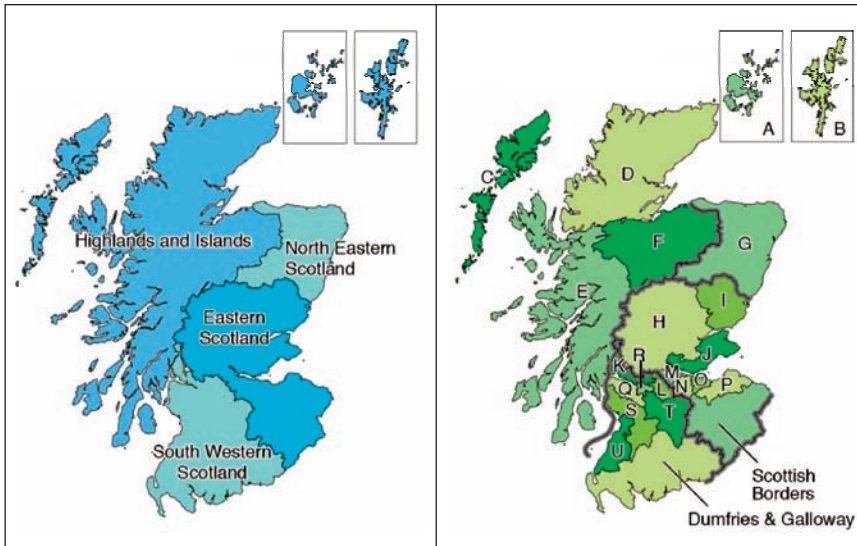 Highlands and Islands
North Eastern
Scotland
Eastern
Scotland
South Western
Scotland
A
B
C
D
F
G
E
I
H
R
J
K
M
O
P
Q
L
N
S
T
U
Scottish
Borders
Dumfries & Galloway